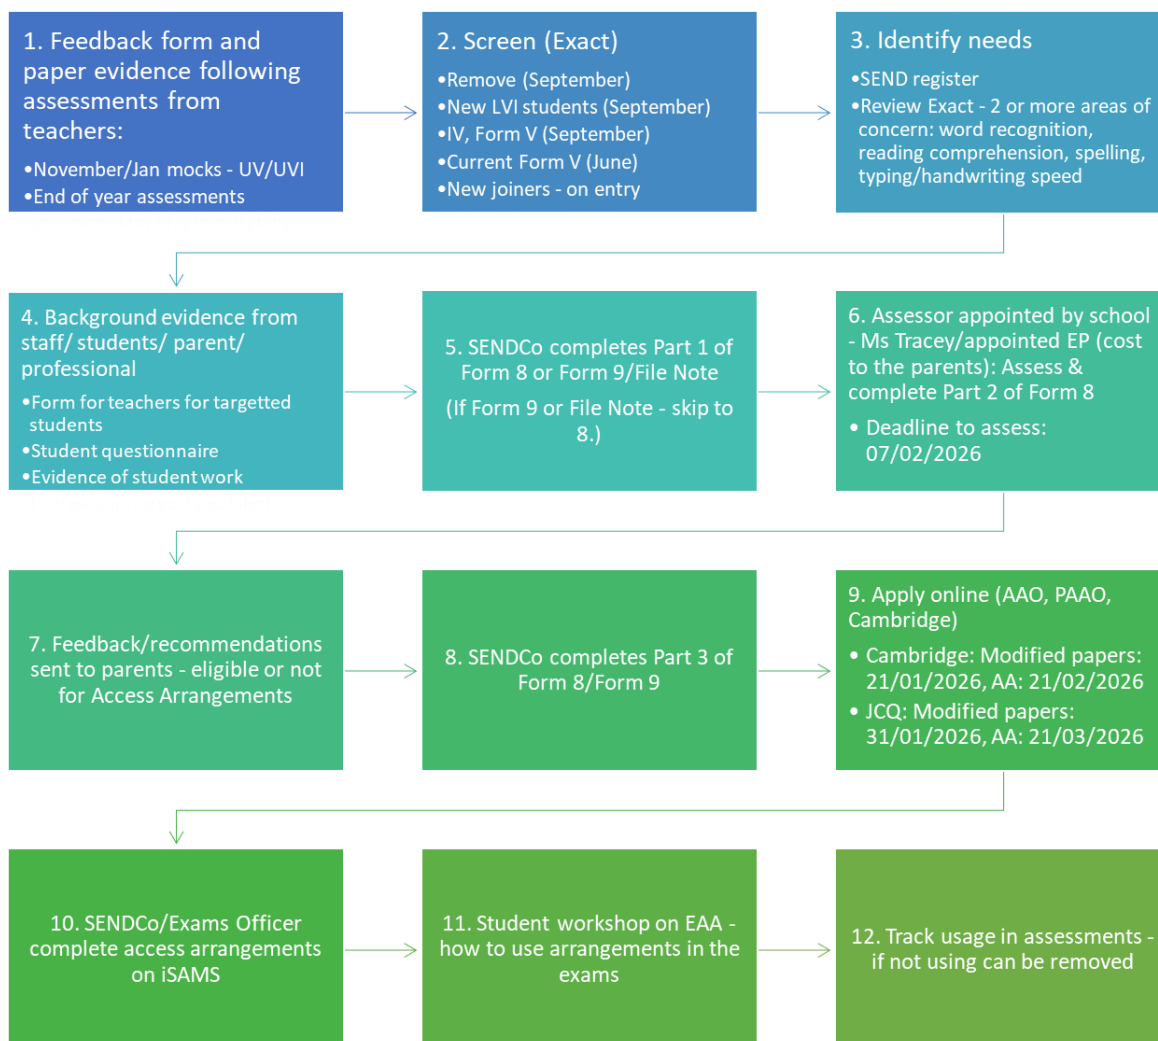 1. Feedback form and
paper evidence following
assessments from
teachers:
•November/Jan mocks - UV/UVI
•End of year assessments
2. Screen (Exact)
•Remove (September)
•New LVI students (September)
•IV, Form V (September)
•Current Form V (June)
•New joiners - on entry
3. Identify needs
•SEND register
•Review Exact - 2 or more areas of
concern: word recognition,
reading comprehension, spelling,
typing/handwriting speed
4. Background evidence from
staff/ students/ parent/
professional
•Form for teachers for targetted
students
•Student questionnaire
•Evidence of student work
5. SENDCo completes Part 1 of
Form 8 or Form 9/File Note
(If Form 9 or File Note - skip to
8.)
6. Assessor appointed by school
- Ms Tracey/appointed EP (cost
to the parents): Assess &
complete Part 2 of Form 8
• Deadline to assess:
07/02/2026
7. Feedback/recommendations
sent to parents - eligible or not
for Access Arrangements
8. SENDCo completes Part 3 of
Form 8/Form 9
9. Apply online (AAO, PAAO,
Cambridge)
• Cambridge: Modified papers:
21/01/2026, AA: 21/02/2026
• JCQ: Modified papers:
31/01/2026, AA: 21/03/2026
10. SENDCo/Exams Officer
complete access arrangements
on iSAMS
11. Student workshop on EAA -
how to use arrangements in the
exams
12. Track usage in assessments -
if not using can be removed